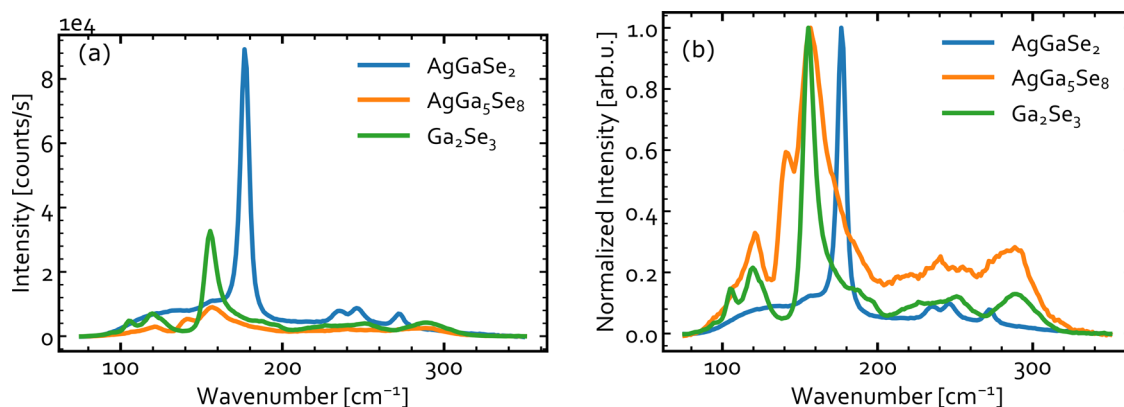 1e4
(a)
AgGaSe₂
AgGa₅Se₈
Ga₂Se₃
8
6
4
2
0
Intensity [counts/s]
100
200
300
Wavenumber [cm⁻¹]
(b)
AgGaSe₂
AgGa₅Se₈
Ga₂Se₃
1.0
0.8
0.6
0.4
0.2
0.0
Normalized Intensity [arb.u.]
100
200
300
Wavenumber [cm⁻¹]